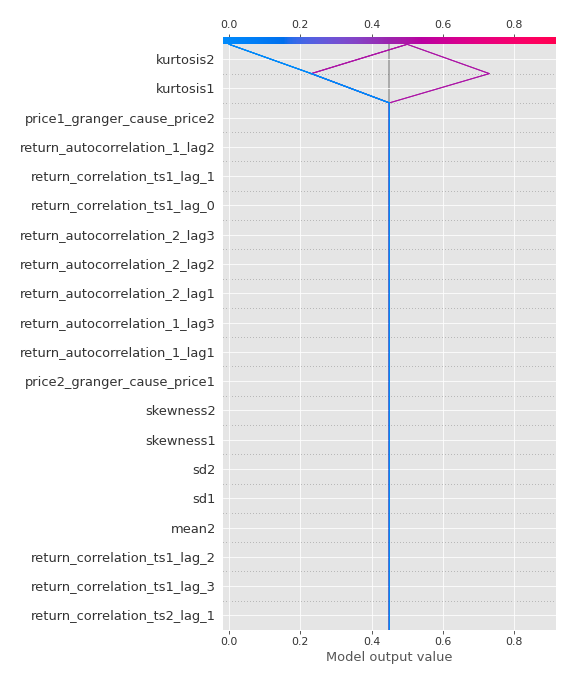 0.0 0.2 0.4 0.6 0.8
kurtosis2
kurtosis1
price1_granger_cause_price2
return_autocorrelation_1_lag2
return_correlation_ts1_lag_1
return_correlation_ts1_lag_0
return_autocorrelation_2_lag3
return_autocorrelation_2_lag2
return_autocorrelation_2_lag1
return_autocorrelation_1_lag3
return_autocorrelation_1_lag1
price2_granger_cause_price1
skewness2
skewness1
sd2
sd1
mean2
return_correlation_ts1_lag_2
return_correlation_ts1_lag_3
return_correlation_ts2_lag_1
0.0 0.2 0.4 0.6 0.8
Model output value